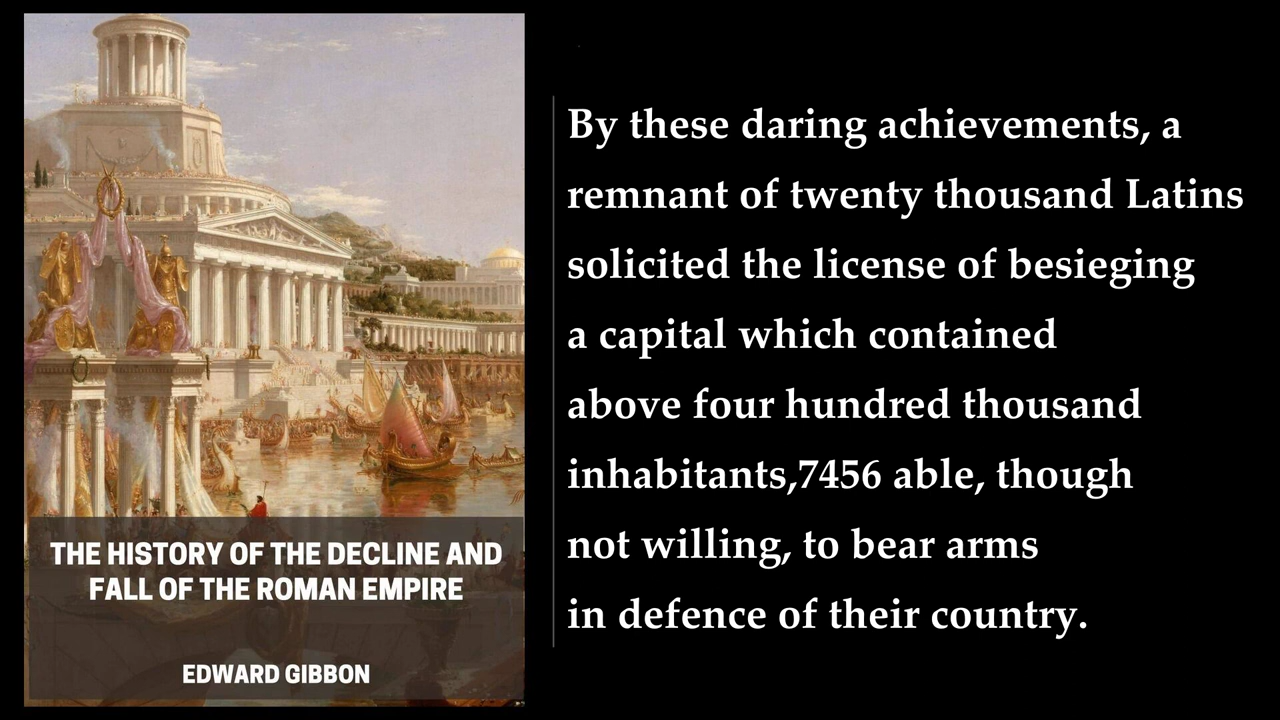 THE HISTORY OF THE DECLINE AND
FALL OF THE ROMAN EMPIRE
EDWARD GIBBON
By these daring achievements, a
remnant of twenty thousand Latins
solicited the license of besieging
a capital which contained
above four hundred thousand
inhabitants,7456 able, though
not willing, to bear arms
in defence of their country.